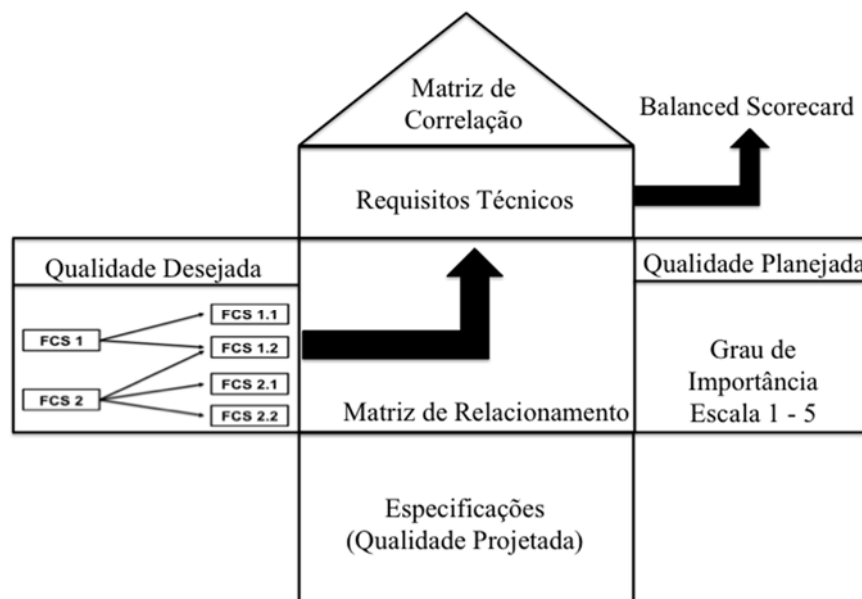 Matriz de
Correlação
Balanced Scorecard
Requisitos Técnicos
Qualidade Desejada
Qualidade Planejada
FCS 1
FCS 2
FCS 1.1
FCS 1.2
FCS 2.1
FCS 2.2
Matriz de Relacionamento
Grau de
Importância
Escala 1 - 5
Especificações
(Qualidade Projetada)